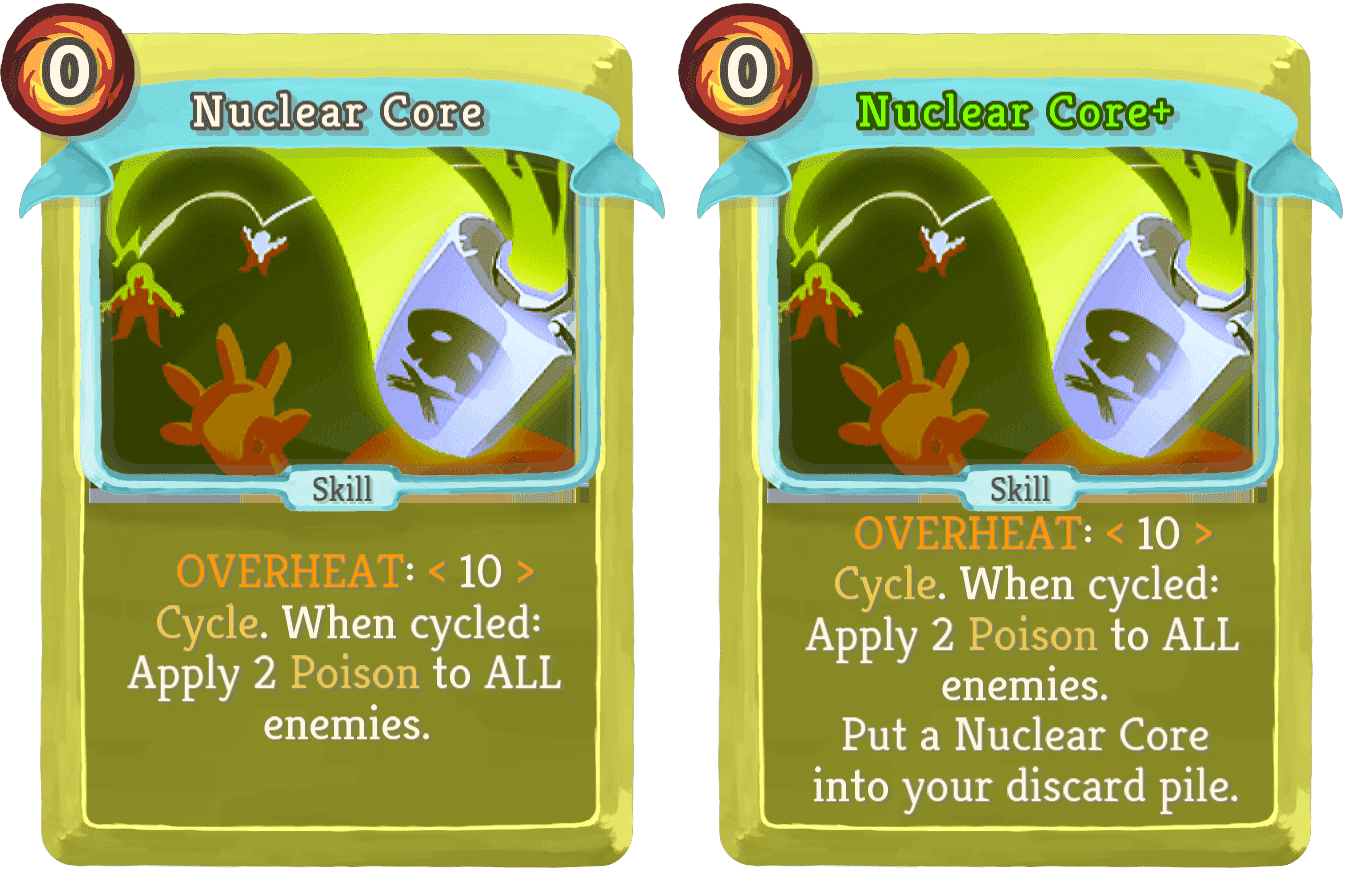 0
Nuclear Core
Skill
OVERHEAT: < 10 >
Cycle. When cycled:
Apply 2 Poison to ALL
enemies.
0
Nuclear Core+
Skill
OVERHEAT: < 10 >
Cycle. When cycled:
Apply 2 Poison to ALL
enemies.
Put a Nuclear Core
into your discard pile.